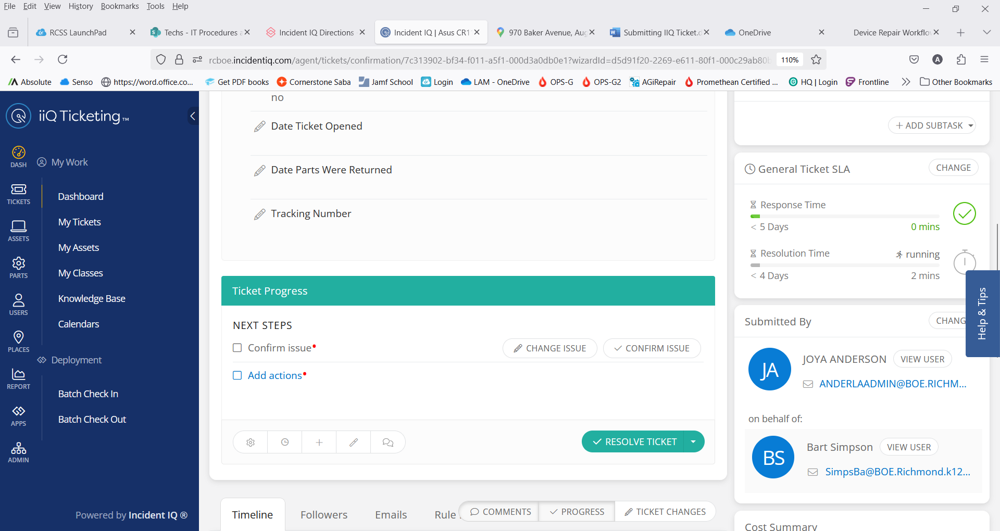 File Edit View History Bookmarks Tools Help
RCSS LaunchPad
Techs - IT Procedures a
Incident IQ Directions
Incident IQ | Asus CR1
970 Baker Avenue, Aug
Submitting IIQ Ticket.d
OneDrive
Device Repair Workflo
rcboe.incidentiq.com/agent/tickets/confirmation/7c313902-bf34-f011-a5f1-000d3a0db0e1?wizardId=d5d91f20-2269-e611-80f1-000c29ab80b
110%
A
Absolute Senso https://word.office.co... Get PDF books Cornerstone Saba Jamf School Login LAM - OneDrive OPS-G OPS-G2 AGiRepair Promethean Certified ... HQ | Login Frontline Other Bookmarks
iiQ Ticketing™
DASH
TICKETS
ASSETS
PARTS
USERS
PLACES
REPORT
APPS
ADMIN
My Work
Dashboard
My Tickets
My Assets
My Classes
Knowledge Base
Calendars
Deployment
Batch Check In
Batch Check Out
Powered by Incident IQ ®
no
Date Ticket Opened
Date Parts Were Returned
Tracking Number
Ticket Progress
NEXT STEPS
Confirm issue
CHANGE ISSUE
CONFIRM ISSUE
Add actions
RESOLVE TICKET
Timeline
Followers
Emails
Rule
COMMENTS
PROGRESS
TICKET CHANGES
+ ADD SUBTASK
General Ticket SLA
CHANGE
Response Time
< 5 Days
0 mins
Resolution Time
running
< 4 Days
2 mins
Help & Tips
Submitted By
CHANG
JA
JOYA ANDERSON
VIEW USER
ANDERLAADMIN@BOE.RICHM...
on behalf of:
BS
Bart Simpson
VIEW USER
SimpsBa@BOE.Richmond.k12...
Cost Summary